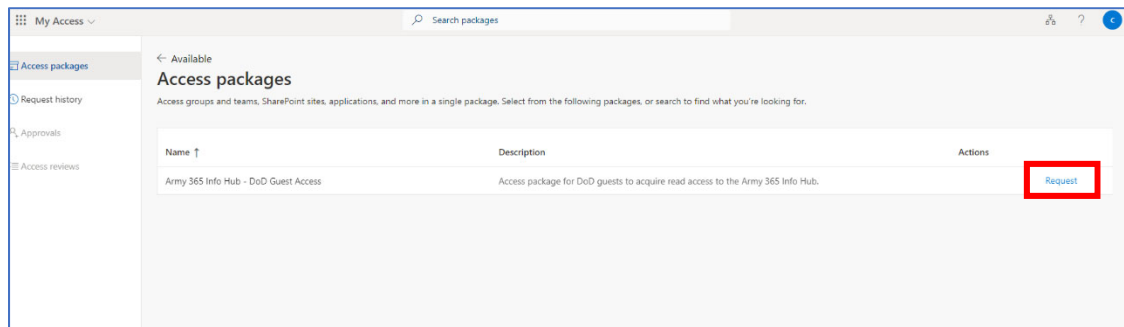 My Access
Search packages
?
C
Access packages
Request history
Approvals
Access reviews
← Available
Access packages
Access groups and teams, SharePoint sites, applications, and more in a single package. Select from the following packages, or search to find what you're looking for.
Name ↑ Description Actions
Army 365 Info Hub - DoD Guest Access Access package for DoD guests to acquire read access to the Army 365 Info Hub. Request